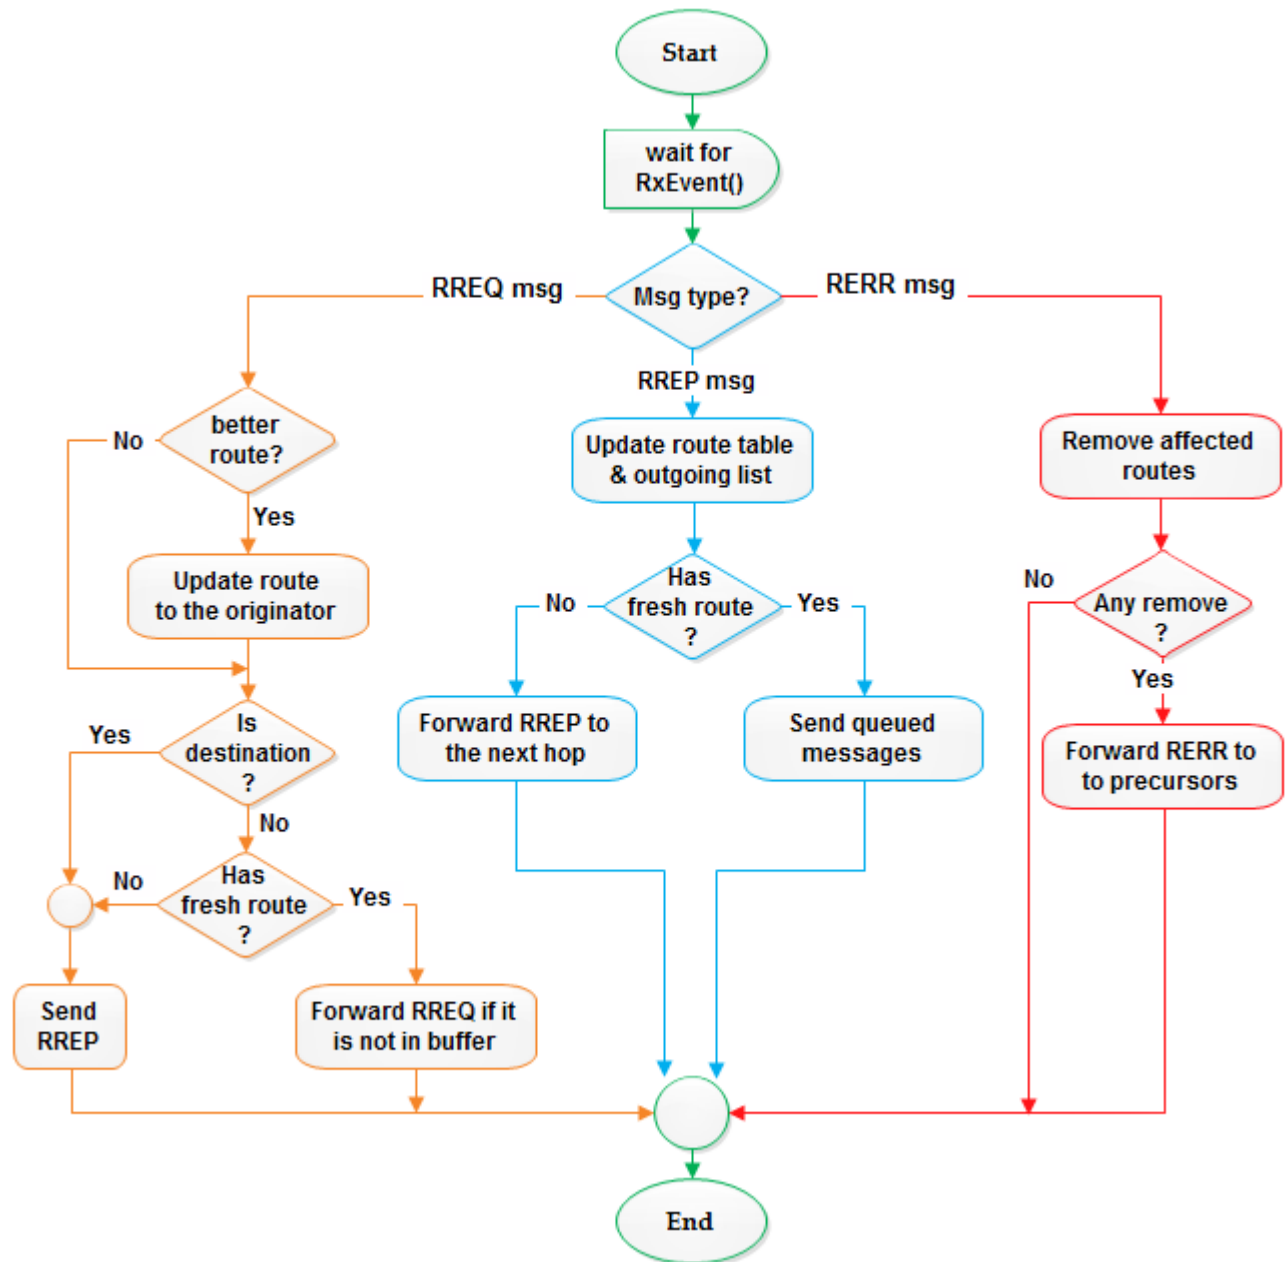 Start
wait for
RxEvent()
RREQ msg
Msg type?
RERR msg
RREP msg
No
better
route?
Yes
Update route
to the originator
Yes
Is
destination
?
No
No
Has
fresh route
?
Yes
Send
RREP
Forward RREQ if it
is not in buffer
Update route table
& outgoing list
No
Has
fresh route
?
Yes
Forward RREP to
the next hop
Send queued
messages
Remove affected
routes
No
Any remove
?
Yes
Forward RERR to
to precursors
End